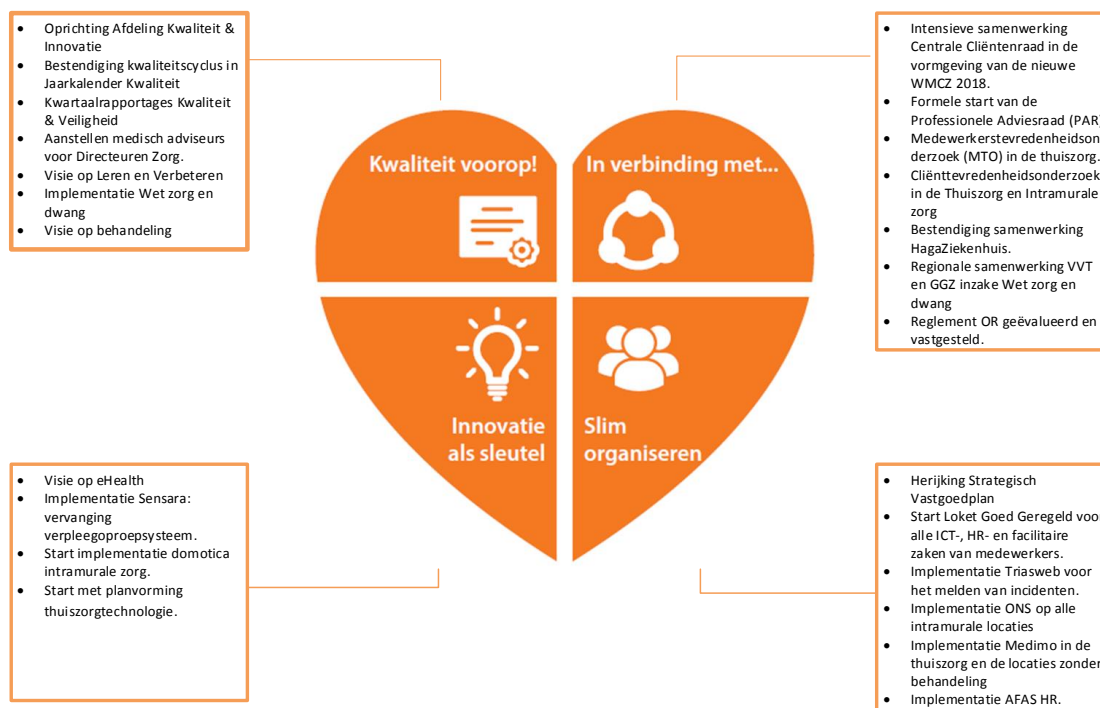 • Oprichting Afdeling Kwaliteit &
Innovatie
• Bestendiging kwaliteitscyclus in
Jaarkalender Kwaliteit
• Kwartaalrapportages Kwaliteit
& Veiligheid
• Aanstellen medisch adviseurs
voor Directeuren Zorg.
• Visie op Leren en Verbeteren
• Implementatie Wet zorg en
dwang
• Visie op behandeling
• Intensieve samenwerking
Centrale Cliëntenraad in de
vormgeving van de nieuwe
WMCZ 2018.
• Formele start van de
Professionele Adviesraad (PAR)
• Medewerkerstevredenheidson
derzoek (MTO) in de thuiszorg.
• Cliënttevredenheidsonderzoek
in de Thuiszorg en Intramurale
zorg
• Bestendiging samenwerking
HagaZiekenhuis.
• Regionale samenwerking VVT
en GGZ inzake Wet zorg en
dwang
• Reglement OR geëvalueerd en
vastgesteld.
Kwaliteit voorop!
In verbinding met...
Innovatie
als sleutel
Slim
organiseren
• Visie op eHealth
• Implementatie Sensara:
vervanging
verpleegoproepsysteem.
• Start implementatie domotica
intramurale zorg.
• Start met planvorming
thuiszorgtechnologie.
• Herijking Strategisch
Vastgoedplan
• Start Loket Goed Geregeld voor
alle ICT-, HR- en facilitaire
zaken van medewerkers.
• Implementatie Triasweb voor
het melden van incidenten.
• Implementatie ONS op alle
intramurale locaties
• Implementatie Medimo in de
thuiszorg en de locaties zonder
behandeling
• Implementatie AFAS HR.